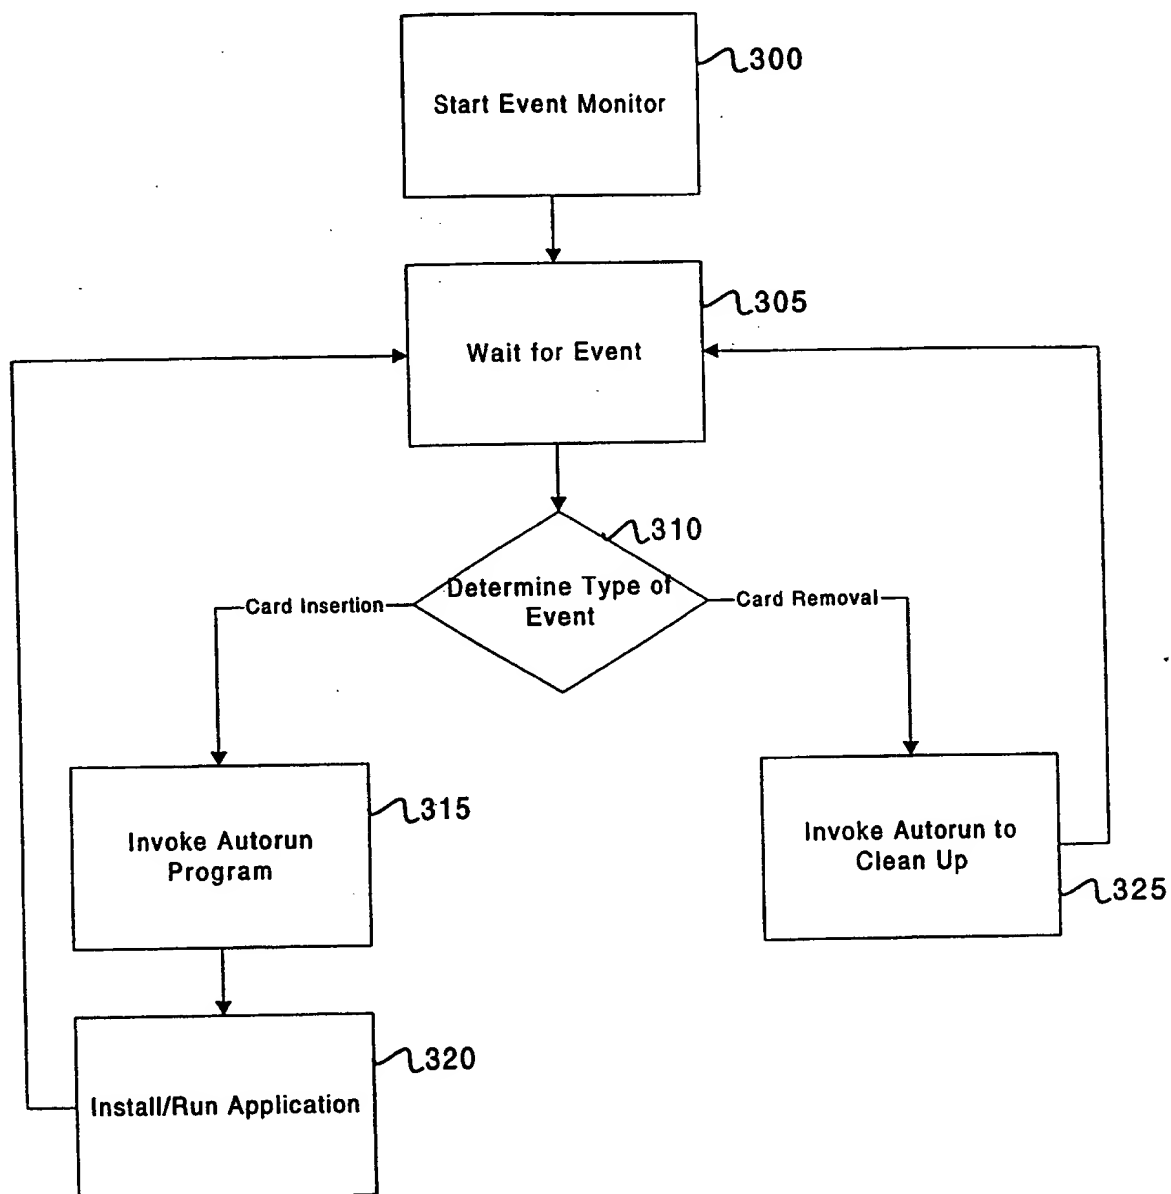 300
Start Event Monitor
305
Wait for Event
310
Determine Type of
Event
Card Insertion
Card Removal
315
Invoke Autorun
Program
Invoke Autorun to
Clean Up
325
320
Install/Run Application